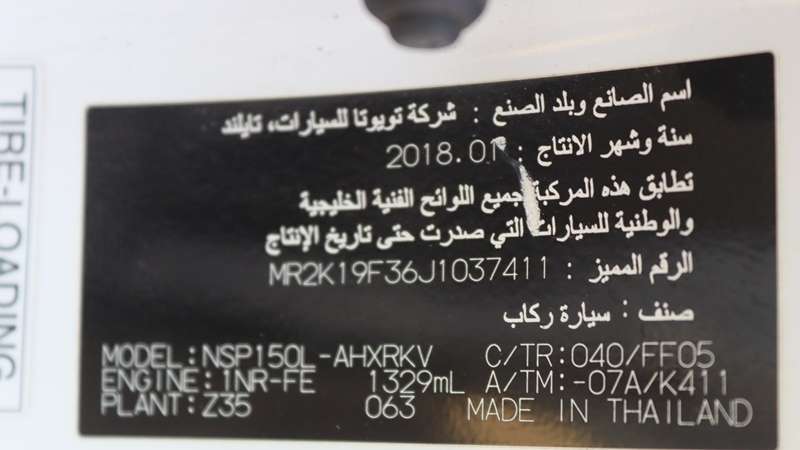 اسم الصانع وبلد الصنع : شركة تويوتا للسيارات، تايلند
سنة وشهر الانتاج : 2018.01
تطابق هذه المركبة جميع اللوائح الفنية الخليجية
والوطنية للسيارات التي صدرت حتى تاريخ الإنتاج
الرقم المميز : MR2K19F36J1037411
صنف : سيارة ركاب
MODEL:NSP150L-AHXRKV C/TR:040/FF05
ENGINE:1NR-FE 1329mL A/TM:-07A/K411
PLANT:Z35 063 MADE IN THAILAND
TIRE-LOADING